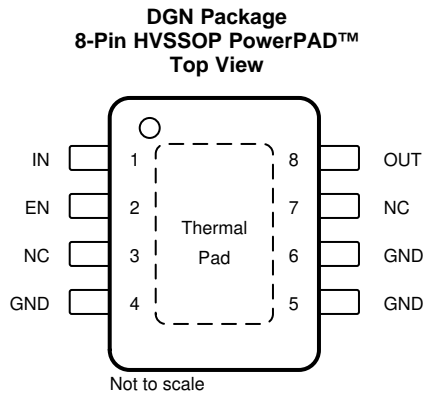 DGN Package
8-Pin HVSSOP PowerPAD™
Top View
IN 1 8 OUT
EN 2 7 NC
Thermal
NC 3 Pad 6 GND
GND 4 5 GND
Not to scale